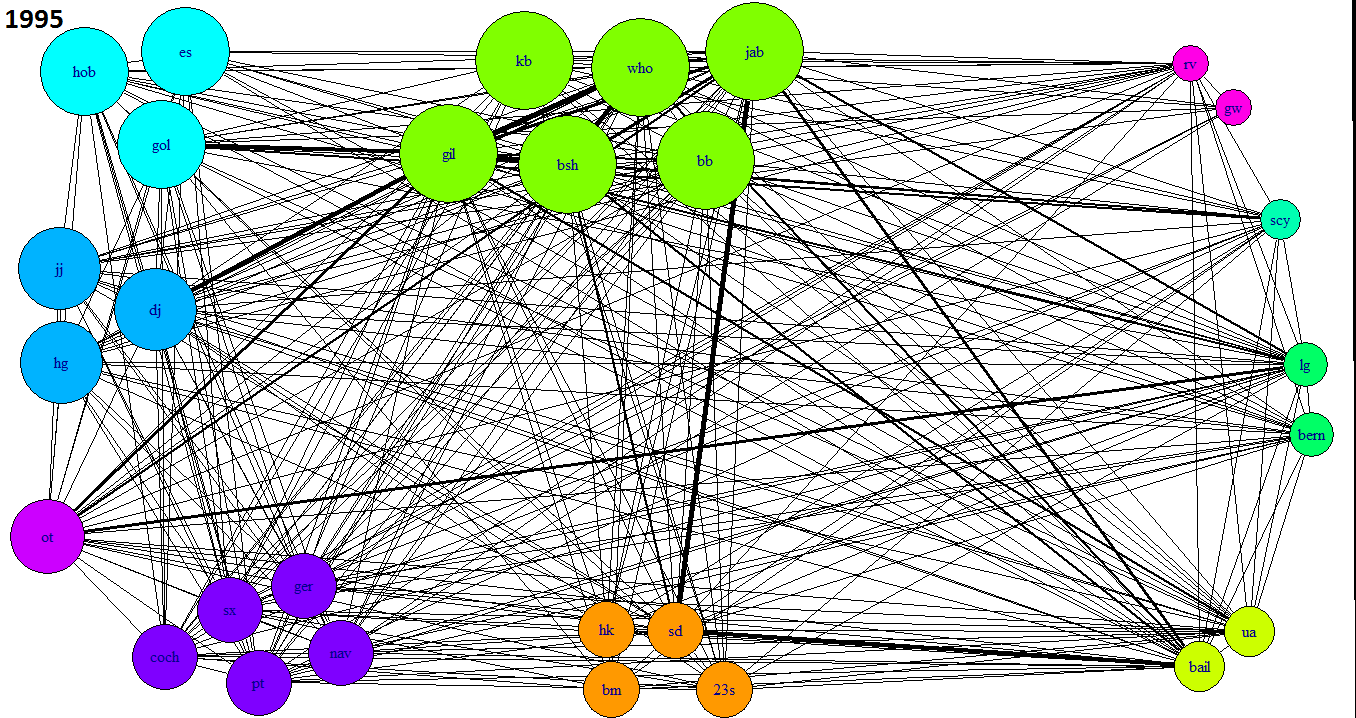 1995
es
hob
kb
who
jab
rv
gw
gol
gil
bsh
bb
scy
jj
dj
hg
lg
bern
ot
ger
sx
coch
nav
pt
hk
sd
bm
23s
ua
bail